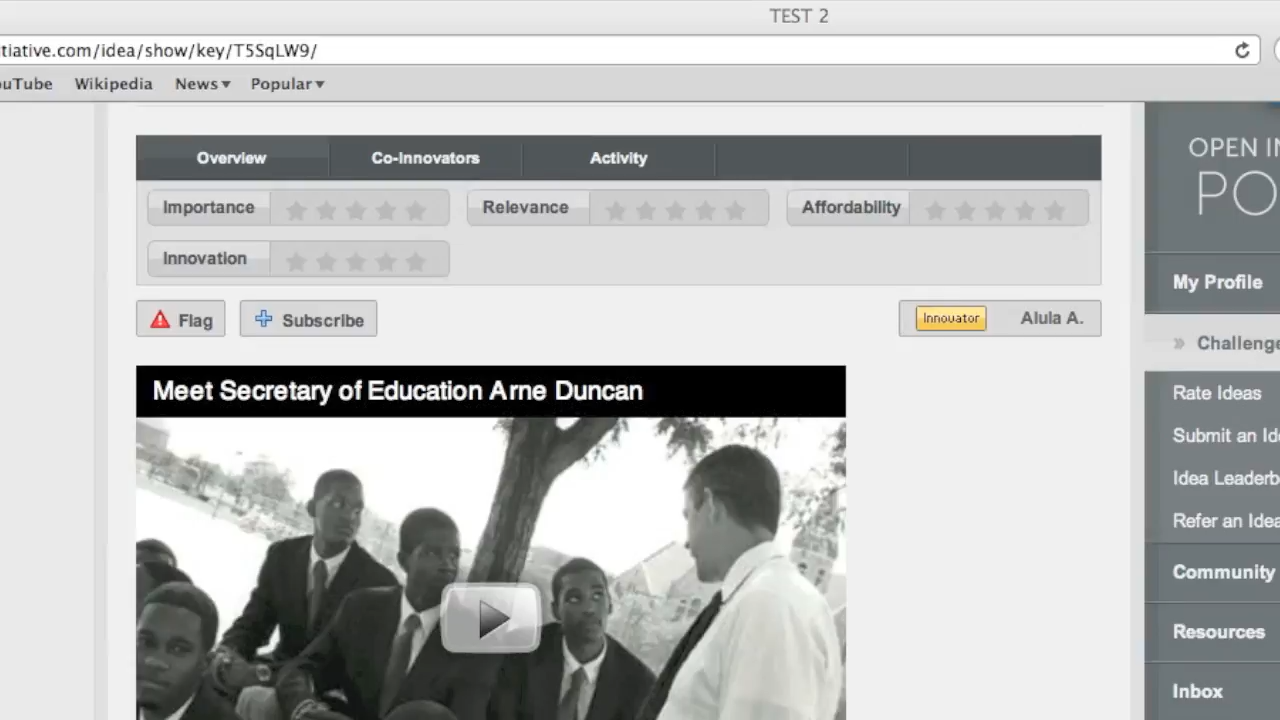 TEST 2
tiative.com/idea/show/key/T5SqLW9/
ouTube Wikipedia News Popular
OPEN IN
PO
Overview Co-innovators Activity
Importance Relevance Affordability
Innovation
Flag Subscribe Innovator Alula A.
Meet Secretary of Education Arne Duncan
My Profile
Challenge
Rate Ideas
Submit an Ide
Idea Leaderb
Refer an Idea
Community
Resources
Inbox